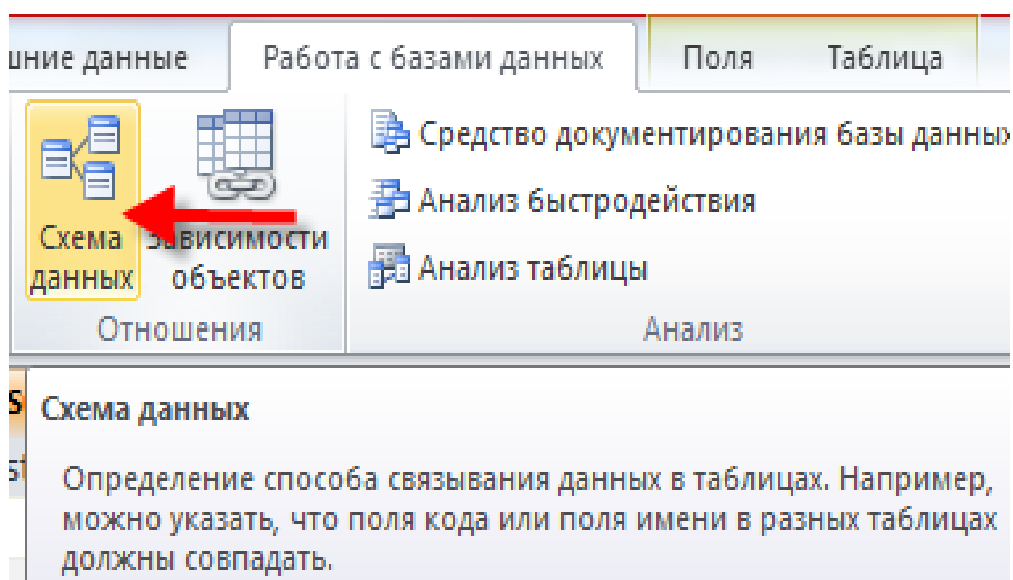 шние данные Работа с базами данных Поля Таблица
Средство документирования базы данных
Анализ быстродействия
Схема данных
Зависимости объектов
Анализ таблицы
Отношения Анализ
S
Схема данных
st
Определение способа связывания данных в таблицах. Например,
можно указать, что поля кода или поля имени в разных таблицах
должны совпадать.